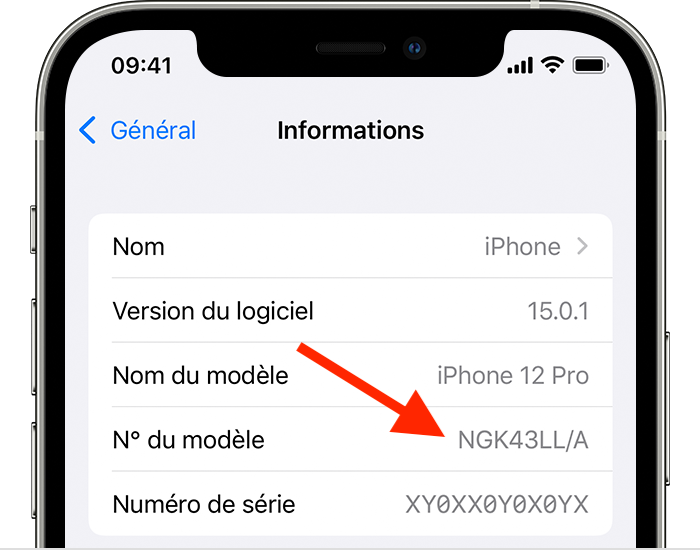 09:41
Général Informations
Nom iPhone
Version du logiciel 15.0.1
Nom du modèle iPhone 12 Pro
N° du modèle NGK43LL/A
Numéro de série XY0XX0Y0X0YX